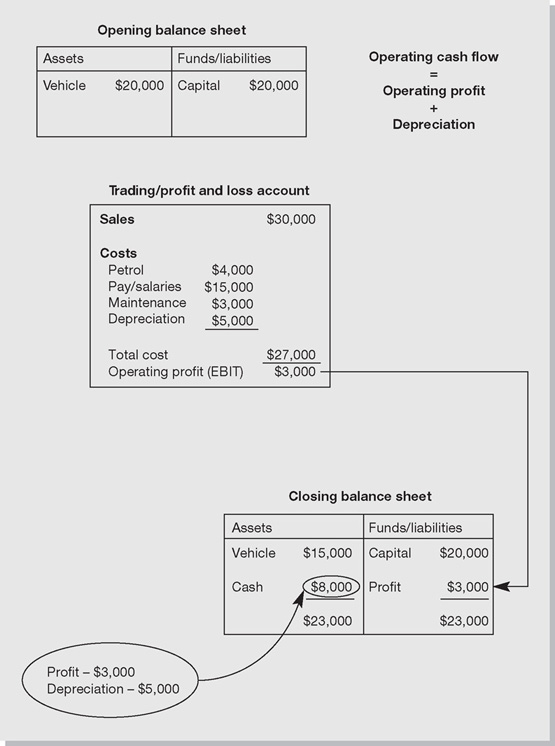 Opening balance sheet
Assets Funds/liabilities
Vehicle $20,000 Capital $20,000
Operating cash flow
=
Operating profit
+
Depreciation
Trading/profit and loss account
Sales $30,000
Costs
Petrol $4,000
Pay/salaries $15,000
Maintenance $3,000
Depreciation $5,000
Total cost $27,000
Operating profit (EBIT) $3,000
Closing balance sheet
Assets Funds/liabilities
Vehicle $15,000 Capital $20,000
Cash $8,000 Profit $3,000
$23,000 $23,000
Profit – $3,000
Depreciation – $5,000